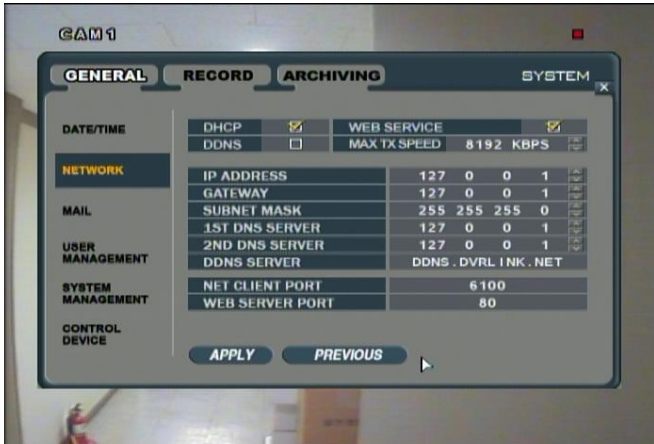 CAM 1
GENERAL RECORD ARCHIVING SYSTEM
DATE/TIME
NETWORK
MAIL
USER
MANAGEMENT
SYSTEM
MANAGEMENT
CONTROL
DEVICE
DHCP WEB SERVICE
DDNS MAX TX SPEED 8192 KBPS
IP ADDRESS 127 0 0 1
GATEWAY 127 0 0 1
SUBNET MASK 255 255 255 0
1ST DNS SERVER 127 0 0 1
2ND DNS SERVER 127 0 0 1
DDNS SERVER DDNS.DVRLINK.NET
NET CLIENT PORT 6100
WEB SERVER PORT 80
APPLY PREVIOUS